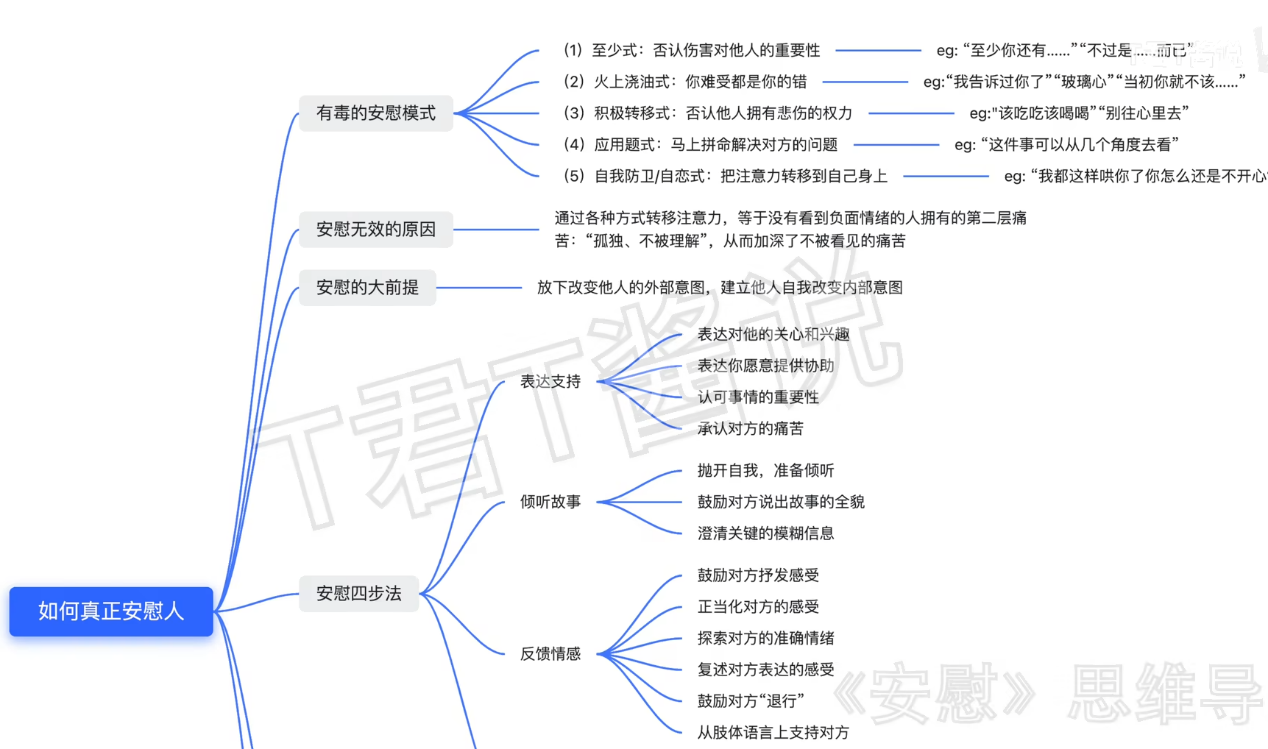 如何真正安慰人
有毒的安慰模式
（1）至少式：否认伤害对他人的重要性
eg: “至少你还有……”“不过是……而已”
（2）火上浇油式：你难受都是你的错
eg:“我告诉过你了”“玻璃心”“当初你就不该……”
（3）积极转移式：否认他人拥有悲伤的权力
eg:"该吃吃该喝喝”“别往心里去”
（4）应用题式：马上拼命解决对方的问题
eg: “这件事可以从几个角度去看”
（5）自我防卫/自恋式：把注意力转移到自己身上
eg: “我都这样哄你了你怎么还是不开心
安慰无效的原因
通过各种方式转移注意力，等于没有看到负面情绪的人拥有的第二层痛
苦：“孤独、不被理解”，从而加深了不被看见的痛苦
安慰的大前提
放下改变他人的外部意图，建立他人自我改变内部意图
安慰四步法
表达支持
表达对他的关心和兴趣
表达你愿意提供协助
认可事情的重要性
承认对方的痛苦
倾听故事
抛开自我，准备倾听
鼓励对方说出故事的全貌
澄清关键的模糊信息
反馈情感
鼓励对方抒发感受
正当化对方的感受
探索对方的准确情绪
复述对方表达的感受
鼓励对方“退行”
从肢体语言上支持对方
T君T酱说
《安慰》思维导